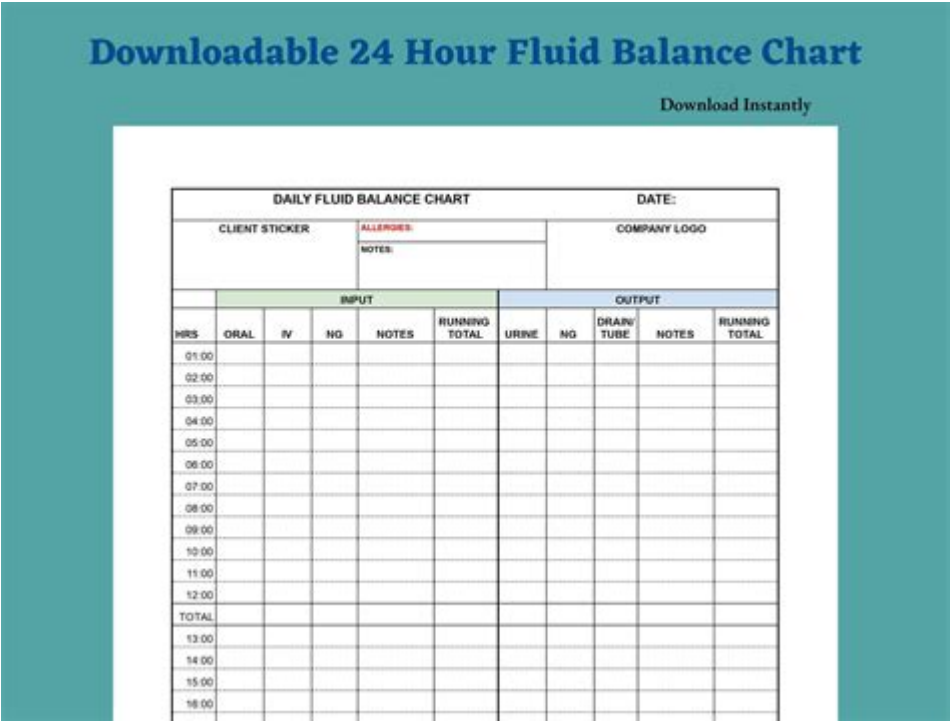 Downloadable 24 Hour Fluid Balance Chart
Download Instantly
DAILY FLUID BALANCE CHART DATE:
CLIENT STICKER ALLERGIES: COMPANY LOGO
NOTES:
INPUT OUTPUT
HRS ORAL IV NG NOTES RUNNING TOTAL URINE NG DRAIN/ TUBE NOTES RUNNING TOTAL
01:00
02:00
03:00
04:00
05:00
06:00
07:00
08:00
09:00
10:00
11:00
12:00
TOTAL
13:00
14:00
15:00
16:00